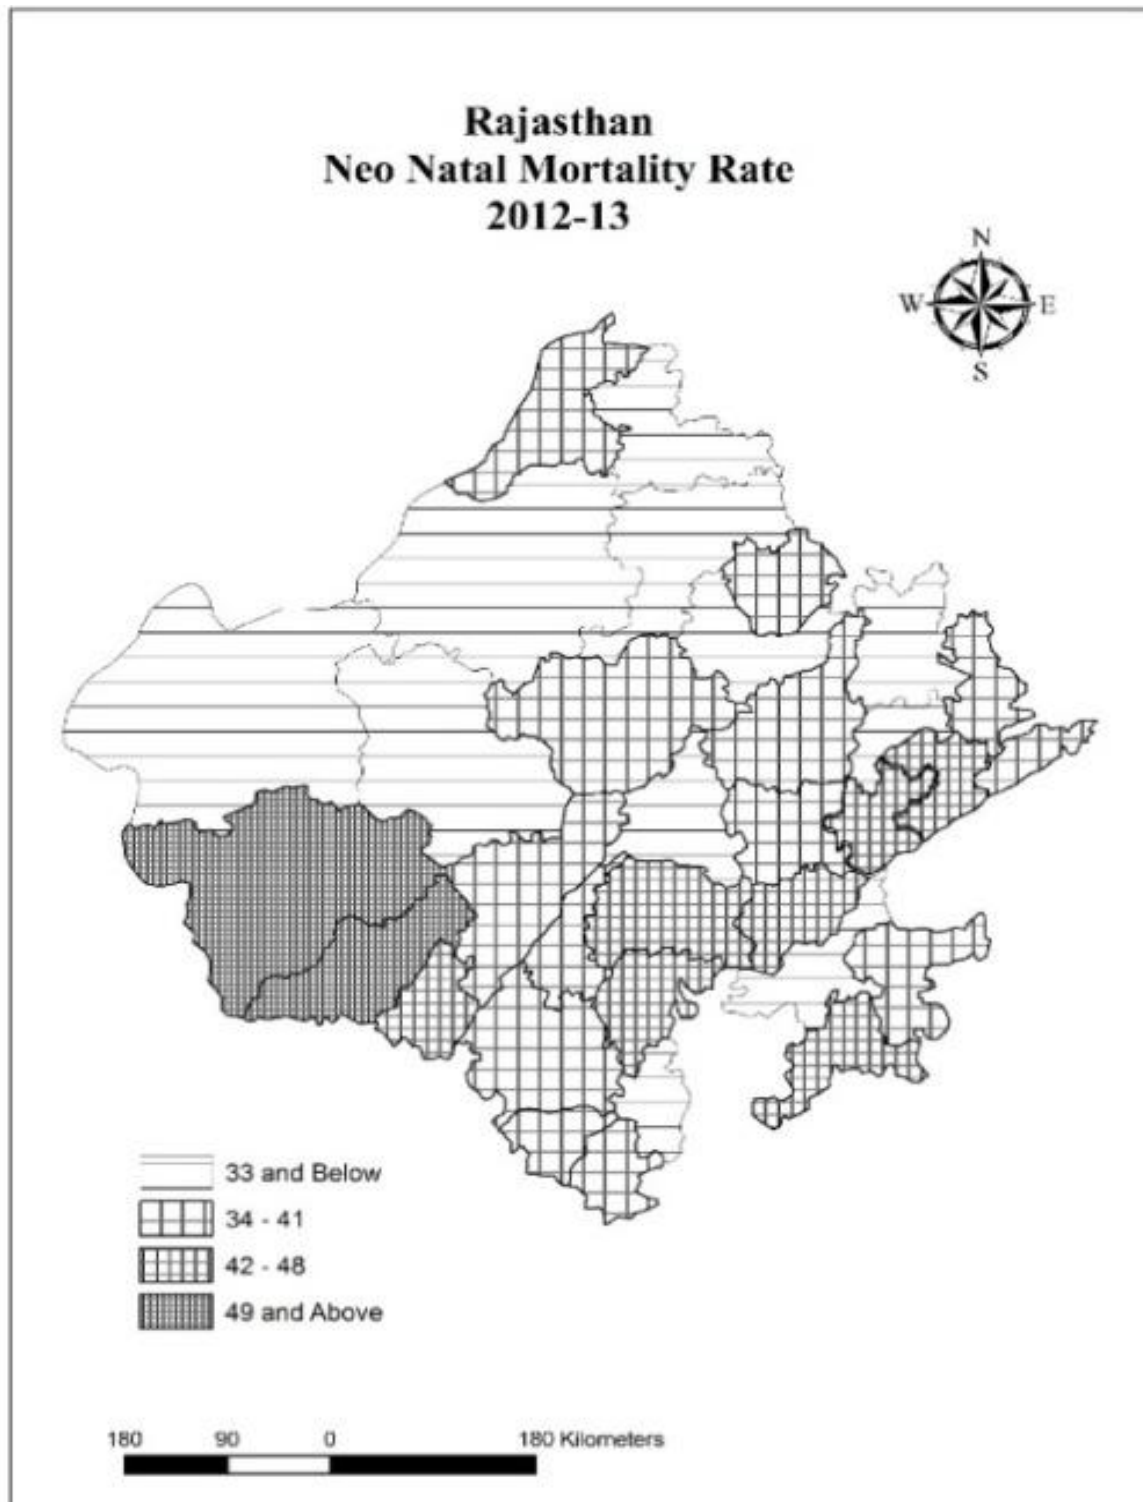 Rajasthan
Neo Natal Mortality Rate
2012-13
N
W E
S
33 and Below
34 - 41
42 - 48
49 and Above
180 90 0 180 Kilometers